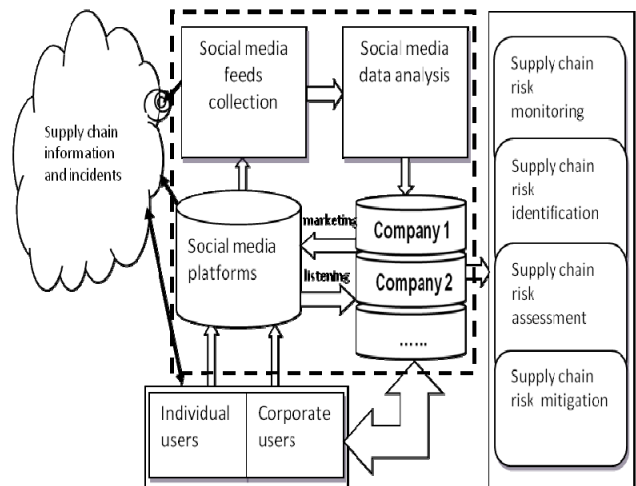 Supply chain
information
and incidents
Social media
feeds
collection
Social media
data analysis
Social media
platforms
marketing
listening
Company 1
Company 2
......
Individual
users
Corporate
users
Supply chain
risk
monitoring
Supply chain
risk
identification
Supply chain
risk
assessment
Supply chain
risk mitigation